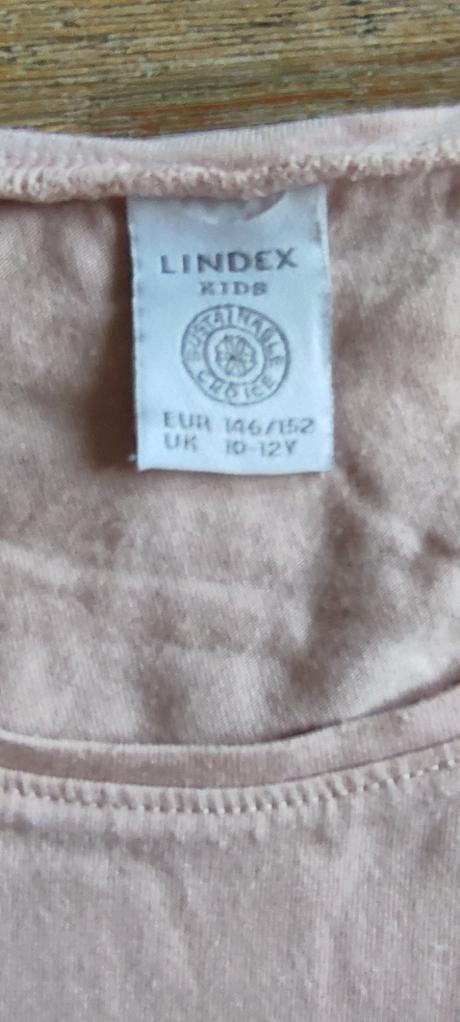 LINDEX
KIDS
SUSTAINABLE
CHOICE
EUR 146/152
UK 10-12Y